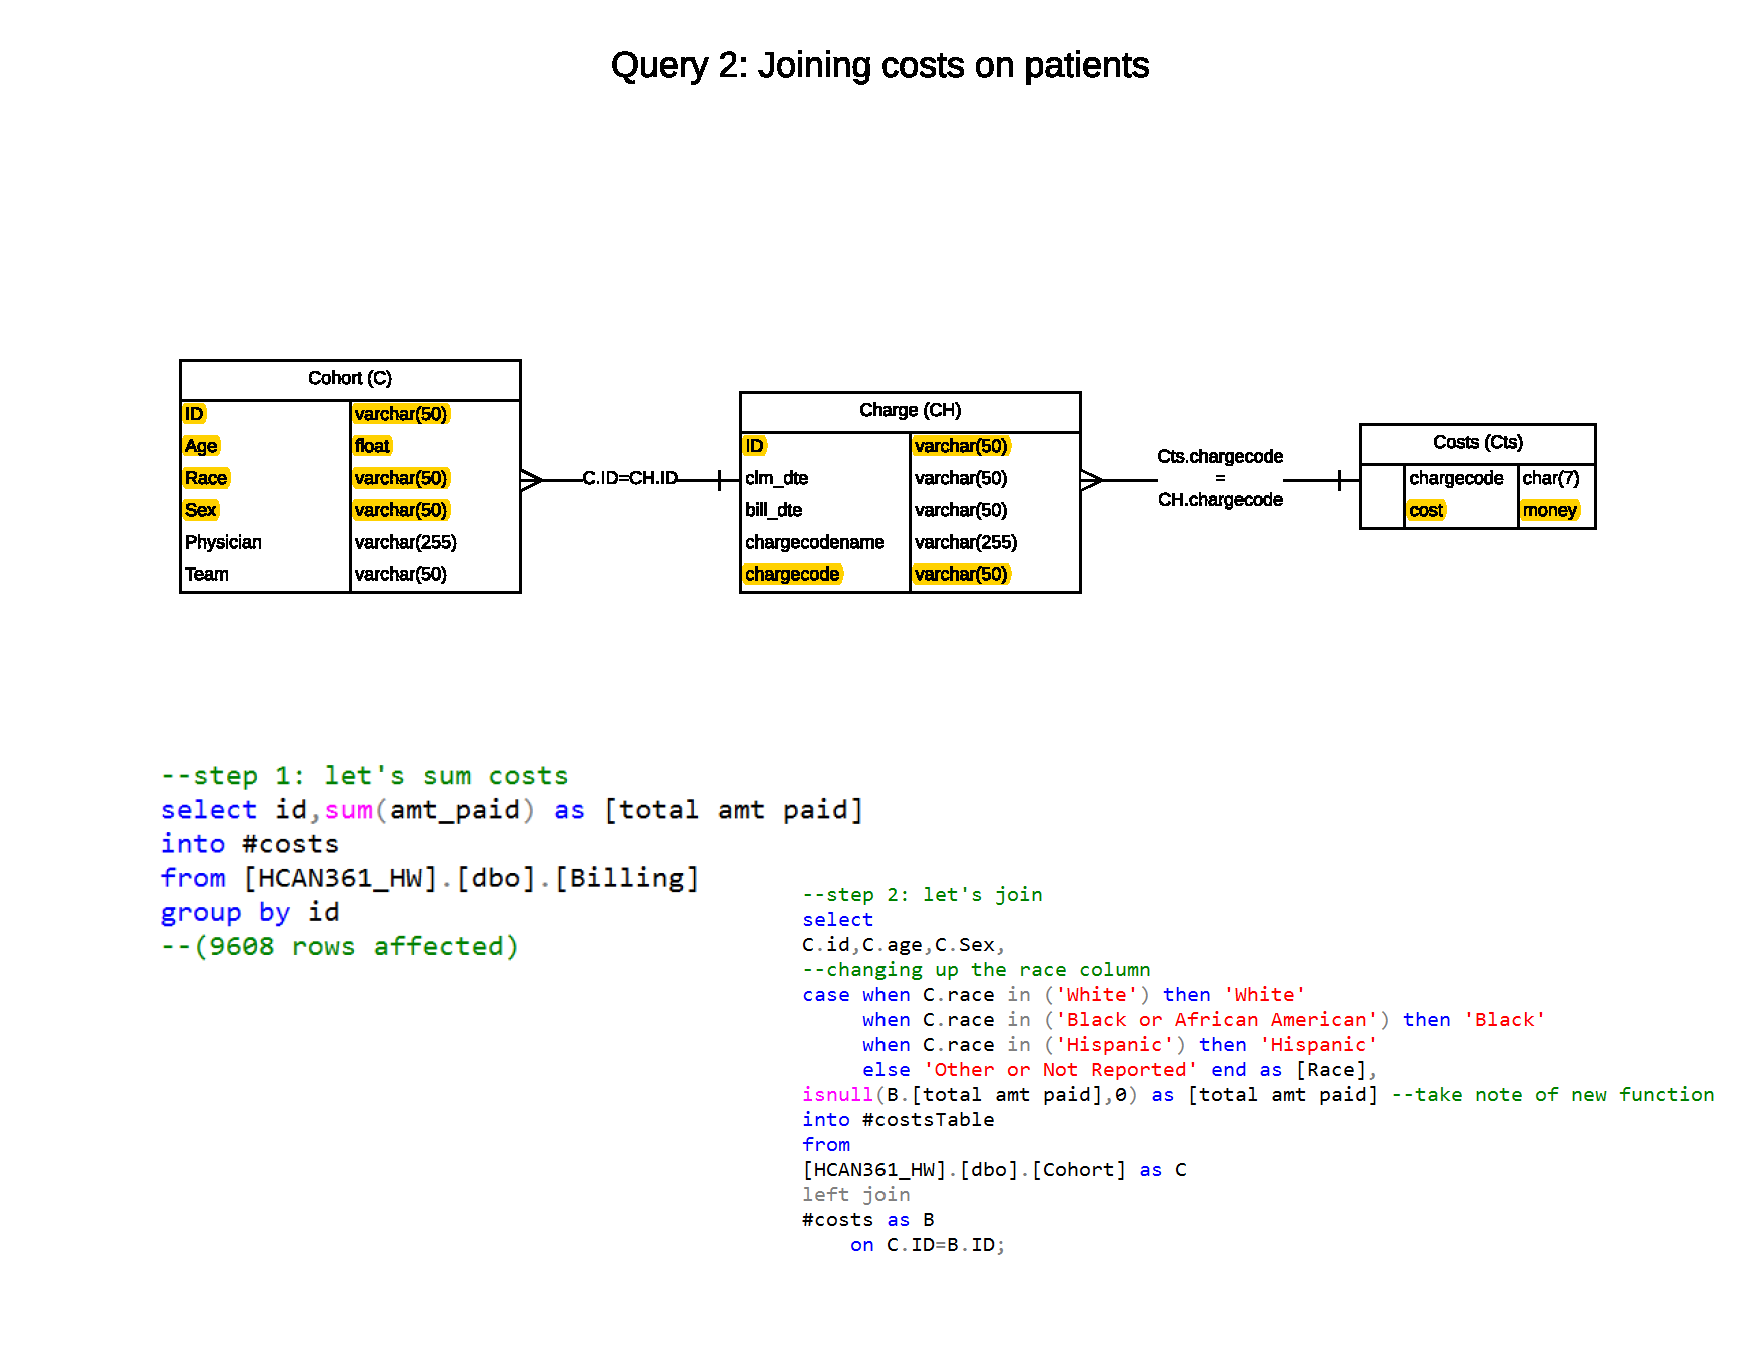 Query 2: Joining costs on patients
Cohort (C)
ID varchar(50)
Age float
Race varchar(50)
Sex varchar(50)
Physician varchar(255)
Team varchar(50)
C.ID=CH.ID
Charge (CH)
ID varchar(50)
clm_dte varchar(50)
bill_dte varchar(50)
chargecodename varchar(255)
chargecode varchar(50)
Cts.chargecode
=
CH.chargecode
Costs (Cts)
chargecode char(7)
cost money
--step 1: let's sum costs
select id,sum(amt_paid) as [total amt paid]
into #costs
from [HCAN361_HW].[dbo].[Billing]
group by id
--(9608 rows affected)
--step 2: let's join
select
C.id,C.age,C.Sex,
--changing up the race column
case when C.race in ('White') then 'White'
when C.race in ('Black or African American') then 'Black'
when C.race in ('Hispanic') then 'Hispanic'
else 'Other or Not Reported' end as [Race],
isnull(B.[total amt paid],0) as [total amt paid] --take note of new function
into #costsTable
from
[HCAN361_HW].[dbo].[Cohort] as C
left join
#costs as B
on C.ID=B.ID;